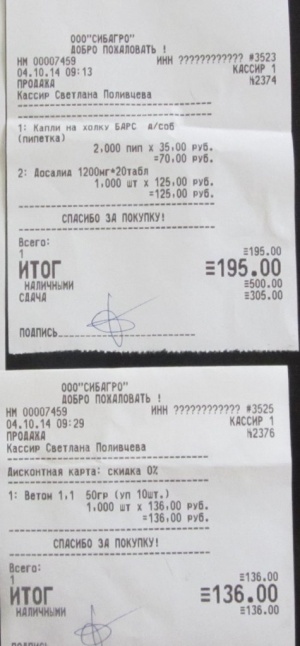 ООО"СИБАГРО"
ДОБРО ПОЖАЛОВАТЬ !
НМ 00007459 ИНН ???????????? #3523
04.10.14 09:13 КАССИР 1
ПРОДАЖА №2374
Кассир Светлана Поливцева
1: Капли на холку БАРС д/соб
(пипетка)
2,000 пип X 35,00 руб.
=70,00 руб.
2: Досалид 1200мг*20табл
1,000 шт X 125,00 руб.
=125,00 руб.
СПАСИБО ЗА ПОКУПКУ!
Всего: ≡195.00
1
ИТОГ ≡195.00
НАЛИЧНЫМИ ≡500.00
СДАЧА ≡305.00
ПОДПИСЬ
ООО"СИБАГРО"
ДОБРО ПОЖАЛОВАТЬ !
НМ 00007459 ИНН ???????????? #3525
04.10.14 09:29 КАССИР 1
ПРОДАЖА №2376
Кассир Светлана Поливцева
Дисконтная карта: скидка 0%
1: Ветом 1,1 50гр (уп 10шт.)
1,000 шт X 136,00 руб.
=136,00 руб.
СПАСИБО ЗА ПОКУПКУ!
Всего: ≡136.00
1
ИТОГ ≡136.00
НАЛИЧНЫМИ ≡136.00